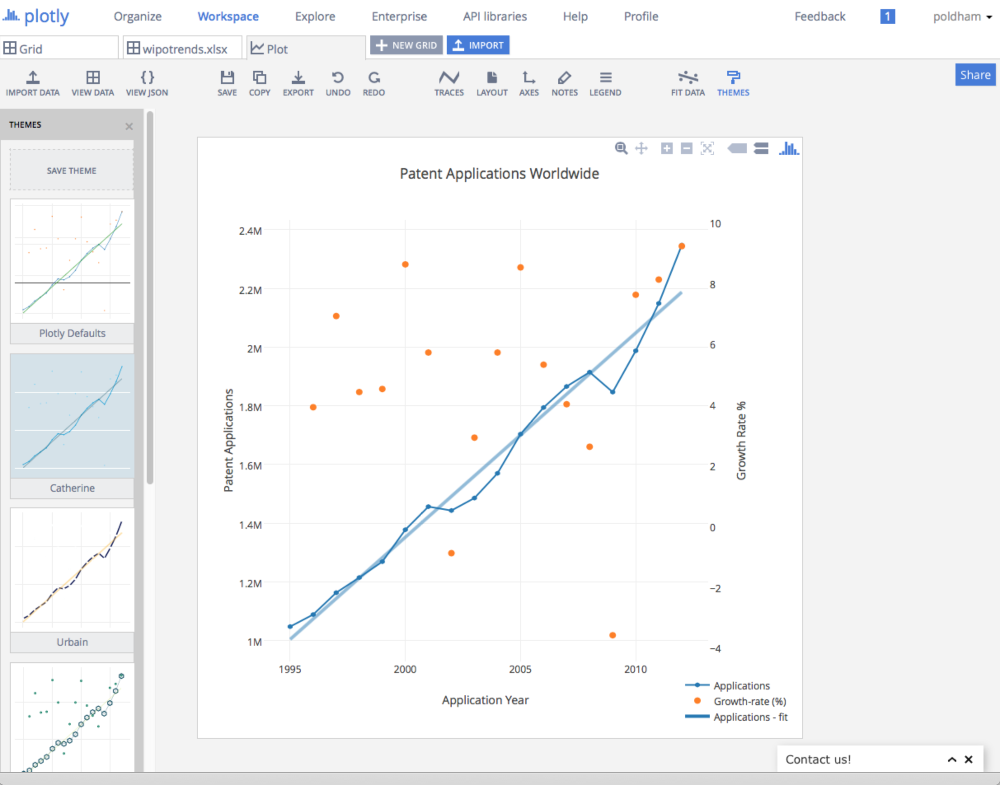 plotly Organize Workspace Explore Enterprise API libraries Help Profile Feedback 1 poldham
Grid wipotrends.xlsx Plot NEW GRID IMPORT
IMPORT DATA VIEW DATA VIEW JSON SAVE COPY EXPORT UNDO REDO TRACES LAYOUT AXES NOTES LEGEND FIT DATA THEMES Share
THEMES
SAVE THEME
Plotly Defaults
Catherine
Urbain
Patent Applications Worldwide
2.4M
2.2M
2M
1.8M
1.6M
1.4M
1.2M
1M
Patent Applications
10
8
6
4
2
0
−2
−4
Growth Rate %
1995 2000 2005 2010
Application Year
Applications
Growth-rate (%)
Applications - fit
Contact us!